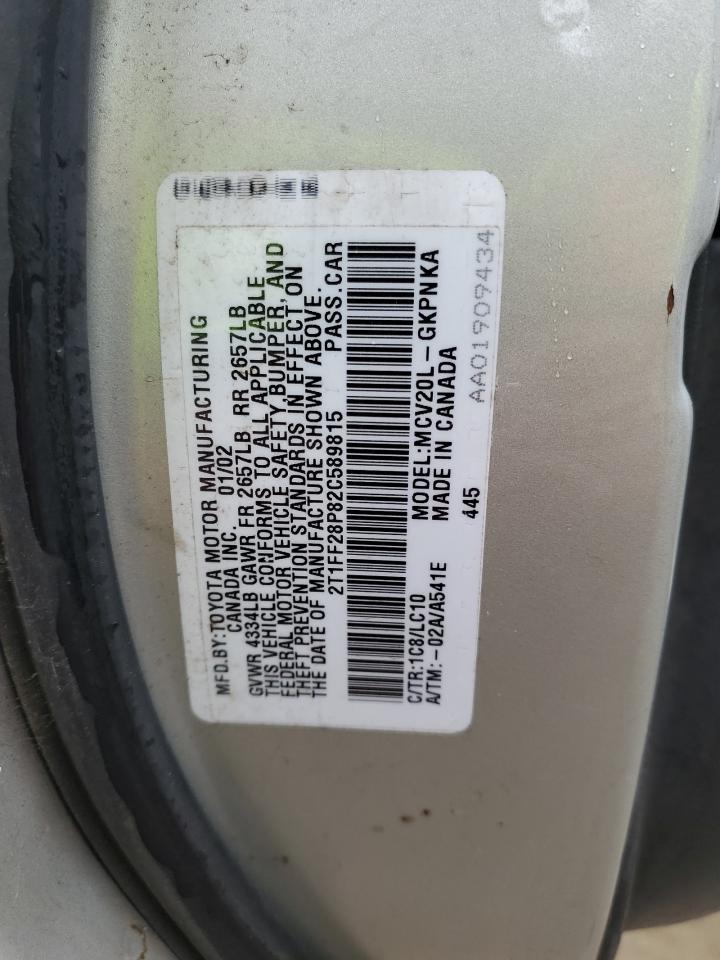 MFD.BY:TOYOTA MOTOR MANUFACTURING
CANADA INC. 01/02
GVWR 4334LB GAWR FR 2657LB RR 2657LB
THIS VEHICLE CONFORMS TO ALL APPLICABLE
FEDERAL MOTOR VEHICLE SAFETY,BUMPER, AND
THEFT PREVENTION STANDARDS IN EFFECT ON
THE DATE OF MANUFACTURE SHOWN ABOVE.
2T1FF28P82C589815 PASS.CAR
C/TR:1C8/LC10 MODEL:MCV20L-GKPNKA
A/TM:-02A/A541E MADE IN CANADA
445
AA01909434